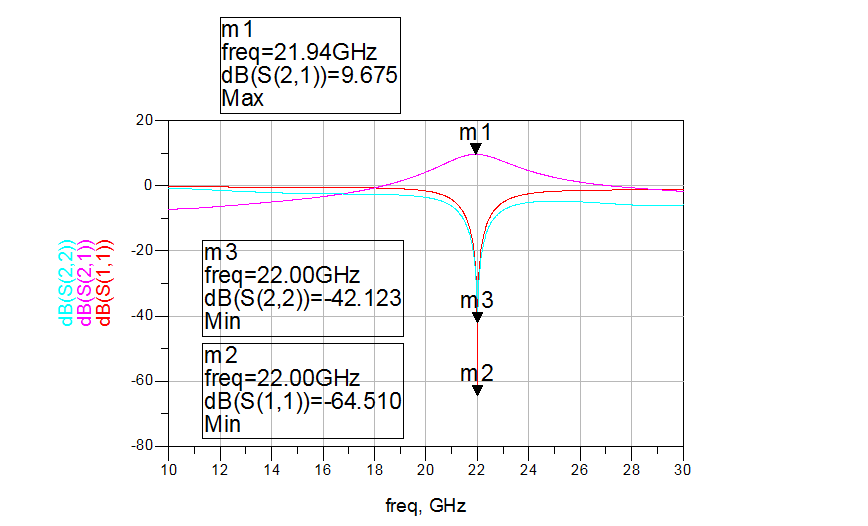 m1
freq=21.94GHz
dB(S(2,1))=9.675
Max
20
0
-20
-40
-60
-80
m1
m3
freq=22.00GHz
dB(S(2,2))=-42.123
Min
m3
m2
freq=22.00GHz
dB(S(1,1))=-64.510
Min
m2
dB(S(2,2))
dB(S(2,1))
dB(S(1,1))
10 12 14 16 18 20 22 24 26 28 30
freq, GHz